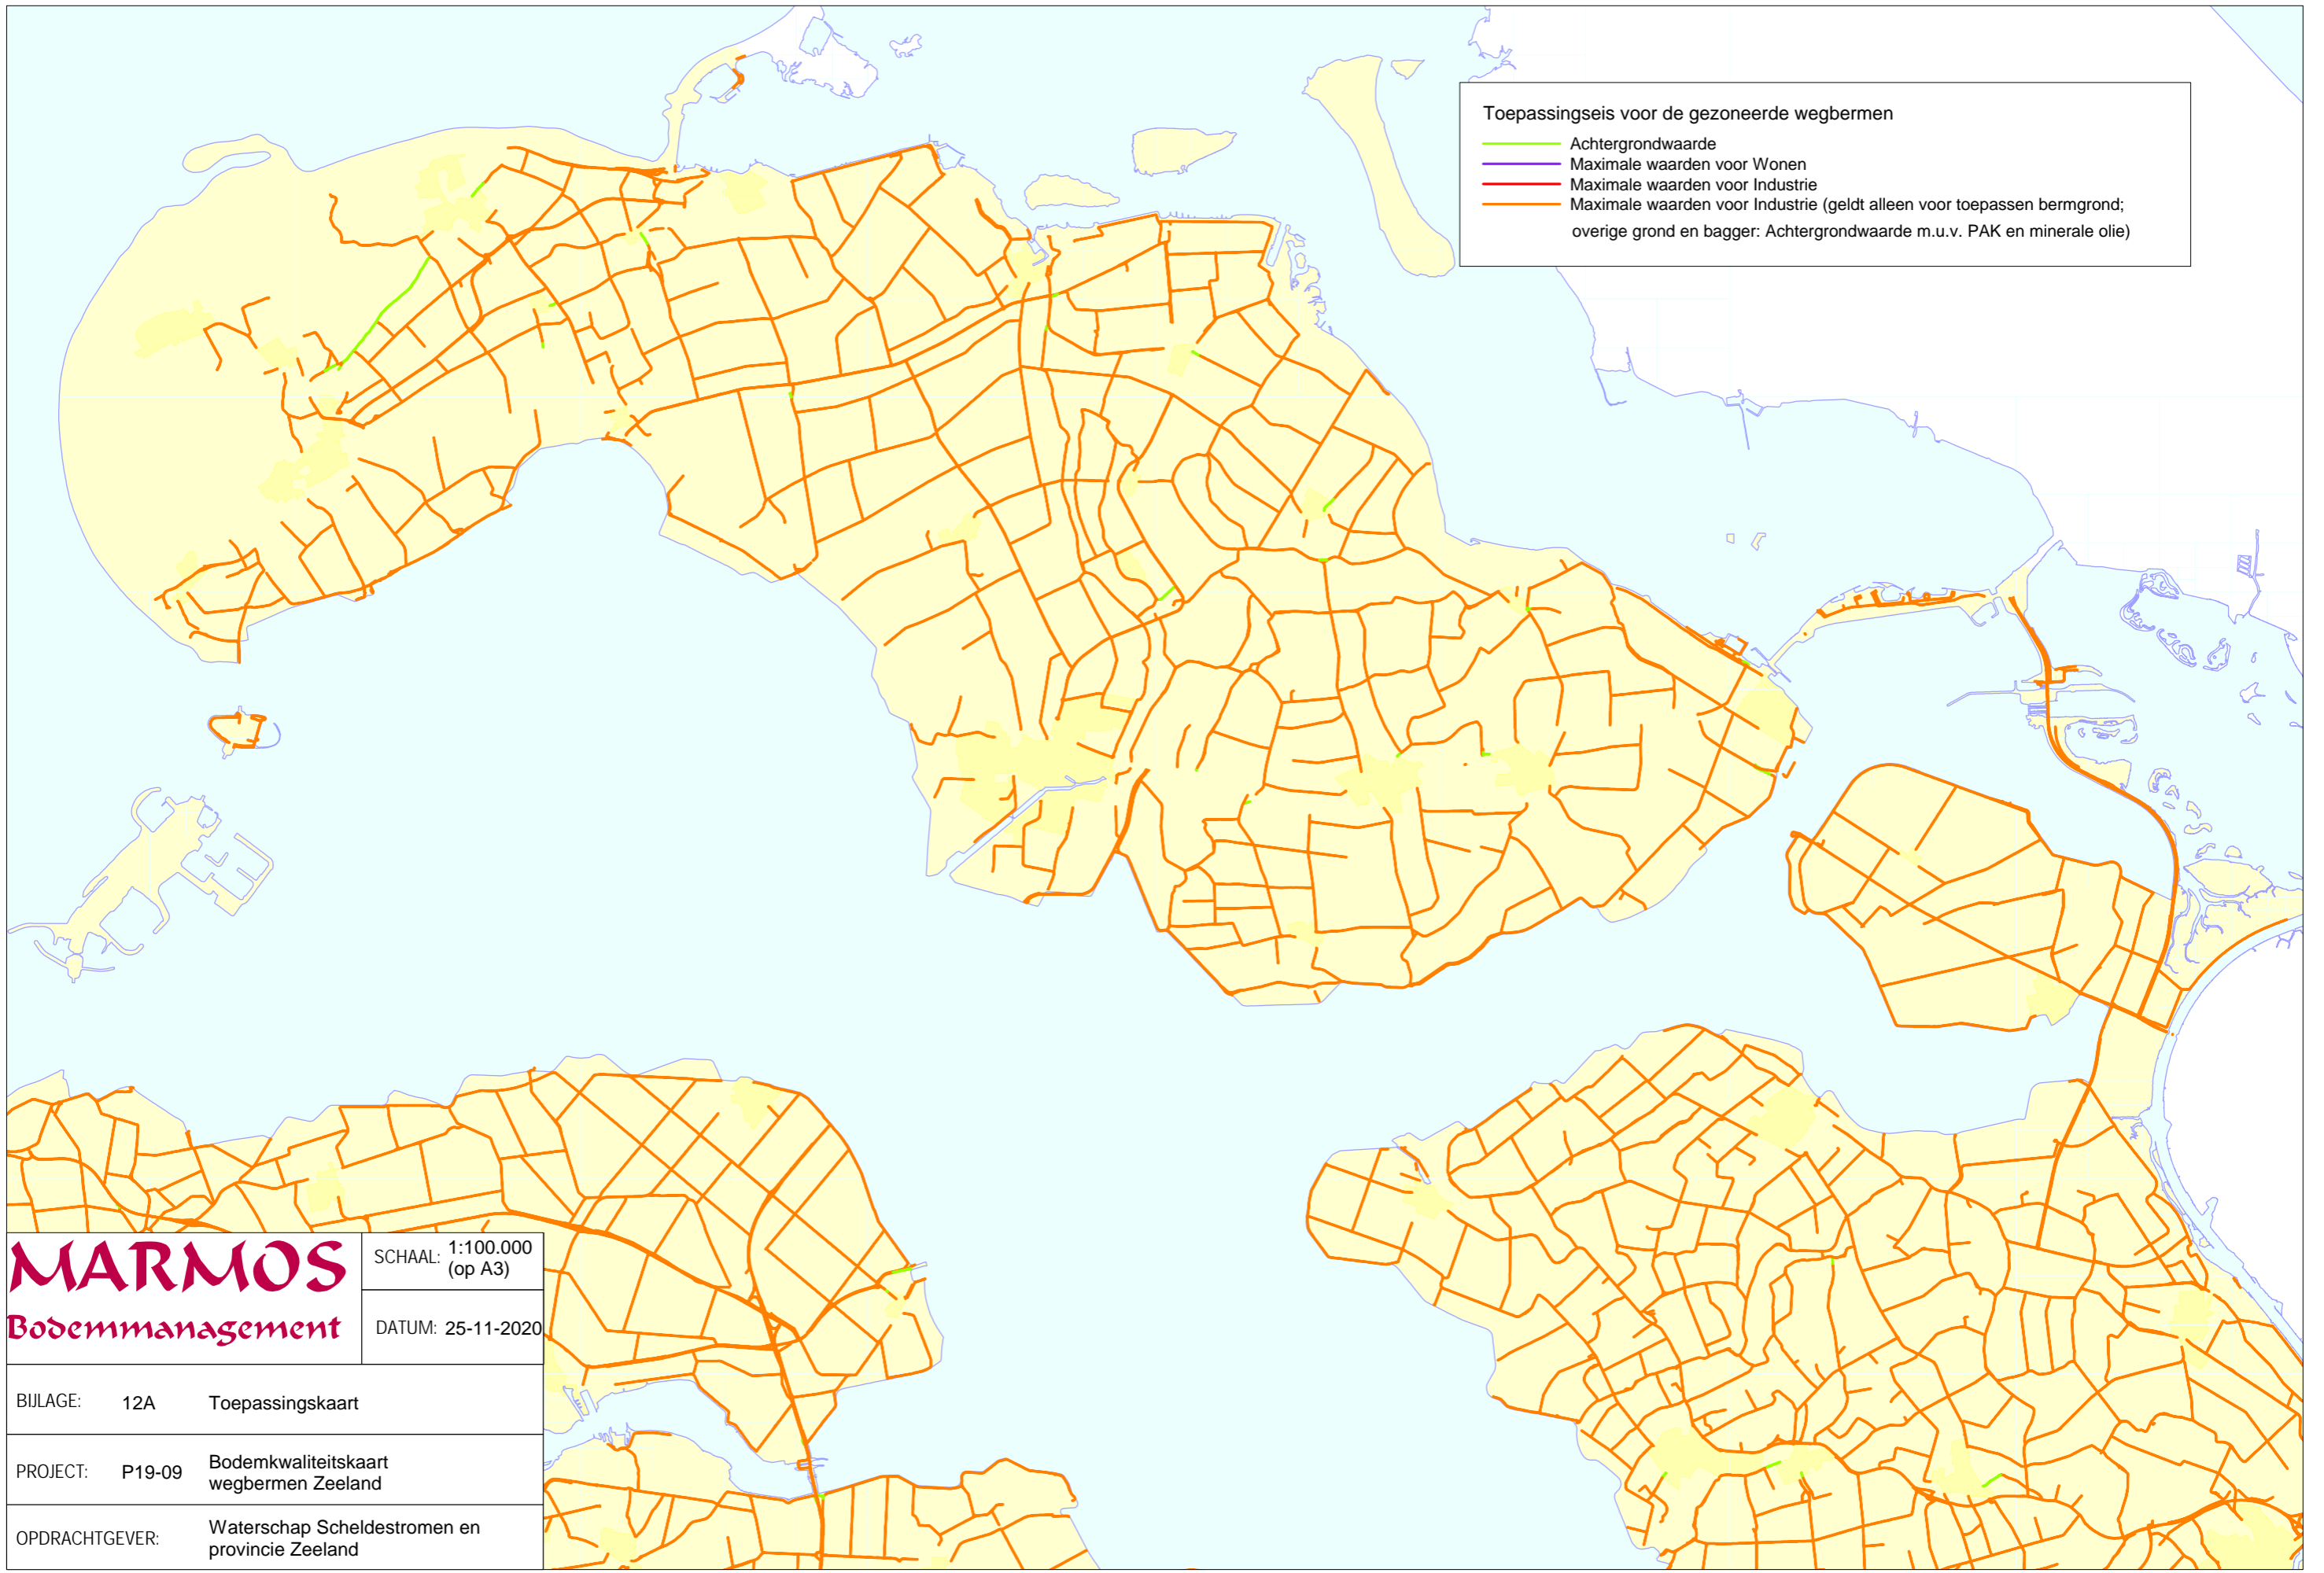 Toepassingseis voor de gezoneerde wegbermen
Achtergrondwaarde
Maximale waarden voor Wonen
Maximale waarden voor Industrie
Maximale waarden voor Industrie (geldt alleen voor toepassen bermgrond;
overige grond en bagger: Achtergrondwaarde m.u.v. PAK en minerale olie)
MARMOS
Bodemmanagement
SCHAAL: 1:100.000
(op A3)
DATUM: 25-11-2020
BIJLAGE: 12A Toepassingskaart
PROJECT: P19-09 Bodemkwaliteitskaart
wegbermen Zeeland
OPDRACHTGEVER: Waterschap Scheldestromen en
provincie Zeeland